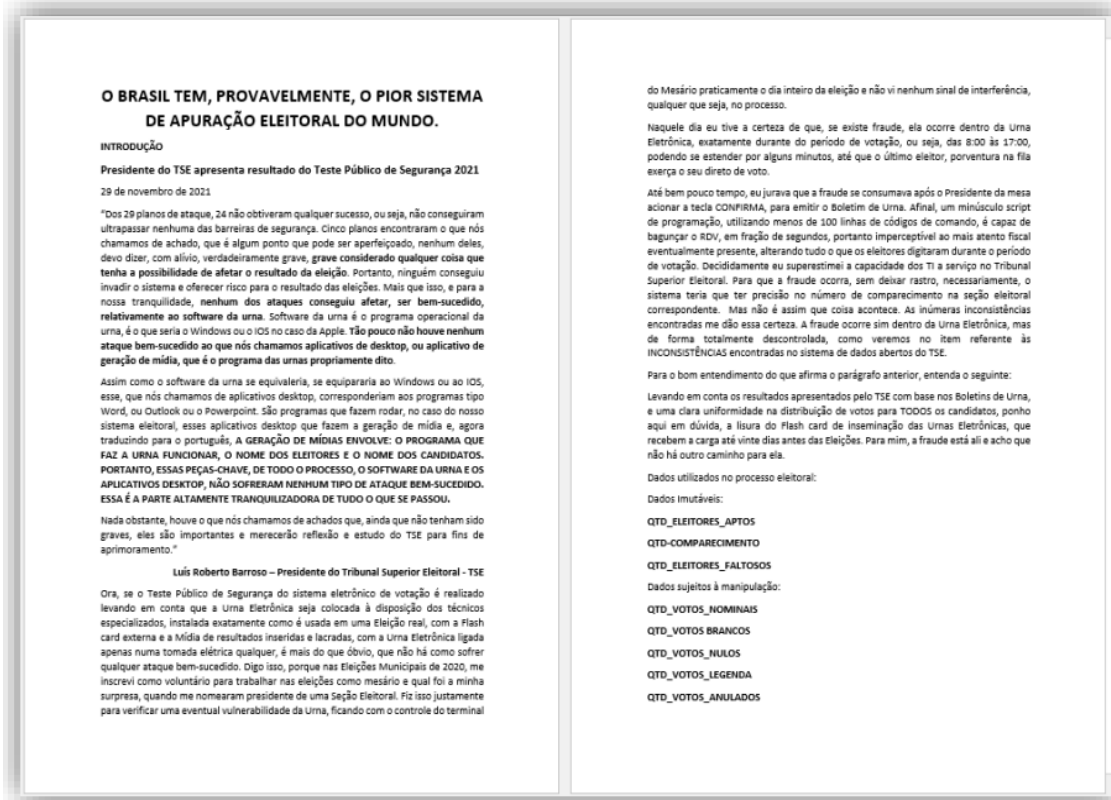 O BRASIL TEM, PROVAVELMENTE, O PIOR SISTEMA
DE APURAÇÃO ELEITORAL DO MUNDO.
INTRODUÇÃO
Presidente do TSE apresenta resultado do Teste Público de Segurança 2021
29 de novembro de 2021
"Dos 29 planos de ataque, 24 não obtiveram qualquer sucesso, ou seja, não conseguiram
ultrapassar nenhuma das barreiras de segurança. Cinco planos encontraram o que nós
chamamos de achado, que é algum ponto que pode ser aperfeiçoado, nenhum deles,
devo dizer, com alívio, verdadeiramente grave, grave considerado qualquer coisa que
tenha a possibilidade de afetar o resultado da eleição. Portanto, ninguém conseguiu
invadir o sistema e oferecer risco para o resultado das eleições. Mais que isso, e para a
nossa tranquilidade, nenhum dos ataques conseguiu afetar, ser bem-sucedido,
relativamente ao software da urna. Software da urna é o programa operacional da
urna, é o que seria o Windows ou o IOS no caso da Apple. Tão pouco não houve nenhum
ataque bem-sucedido ao que nós chamamos aplicativos de desktop, ou aplicativo de
geração de mídia, que é o programa das urnas propriamente dito.
Assim como o software da urna se equivaleria, se equipararia ao Windows ou ao IOS,
esse, que nós chamamos de aplicativos desktop, corresponderiam aos programas tipo
Word, ou Outlook ou o Powerpoint. São programas que fazem rodar, no caso do nosso
sistema eleitoral, esses aplicativos desktop que fazem a geração de mídia e, agora
traduzindo para o português, A GERAÇÃO DE MÍDIAS ENVOLVE: O PROGRAMA QUE
FAZ A URNA FUNCIONAR, O NOME DOS ELEITORES E O NOME DOS CANDIDATOS.
PORTANTO, ESSAS PEÇAS-CHAVE, DE TODO O PROCESSO, O SOFTWARE DA URNA E OS
APLICATIVOS DESKTOP, NÃO SOFRERAM NENHUM TIPO DE ATAQUE BEM-SUCEDIDO.
ESSA É A PARTE ALTAMENTE TRANQUILIZADORA DE TUDO O QUE SE PASSOU.
Nada obstante, houve o que nós chamamos de achados que, ainda que não tenham sido
graves, eles são importantes e merecerão reflexão e estudo do TSE para fins de
aprimoramento."
Luís Roberto Barroso – Presidente do Tribunal Superior Eleitoral - TSE
Ora, se o Teste Público de Segurança do sistema eletrônico de votação é realizado
levando em conta que a Urna Eletrônica seja colocada à disposição dos técnicos
especializados, instalada exatamente como é usada em uma Eleição real, com a Flash
card externa e a Mídia de resultados inseridas e lacradas, com a Urna Eletrônica ligada
apenas numa tomada elétrica qualquer, é mais do que óbvio, que não há como sofrer
qualquer ataque bem-sucedido. Digo isso, porque nas Eleições Municipais de 2020, me
inscrevi como voluntário para trabalhar nas eleições como mesário e qual foi a minha
surpresa, quando me nomearam presidente de uma Seção Eleitoral. Fiz isso justamente
para verificar uma eventual vulnerabilidade da Urna, ficando com o controle do terminal
do Mesário praticamente o dia inteiro da eleição e não vi nenhum sinal de interferência,
qualquer que seja, no processo.
Naquele dia eu tive a certeza de que, se existe fraude, ela ocorre dentro da Urna
Eletrônica, exatamente durante do período de votação, ou seja, das 8:00 às 17:00,
podendo se estender por alguns minutos, até que o último eleitor, porventura na fila
exerça o seu direto de voto.
Até bem pouco tempo, eu jurava que a fraude se consumava após o Presidente da mesa
acionar a tecla CONFIRMA, para emitir o Boletim de Urna. Afinal, um minúsculo script
de programação, utilizando menos de 100 linhas de códigos de comando, é capaz de
bagunçar o RDV, em fração de segundos, portanto imperceptível ao mais atento fiscal
eventualmente presente, alterando tudo o que os eleitores digitaram durante o período
de votação. Decididamente eu superestimei a capacidade dos TI a serviço no Tribunal
Superior Eleitoral. Para que a fraude ocorra, sem deixar rastro, necessariamente, o
sistema teria que ter precisão no número de comparecimento na seção eleitoral
correspondente. Mas não é assim que coisa acontece. As inúmeras inconsistências
encontradas me dão essa certeza. A fraude ocorre sim dentro da Urna Eletrônica, mas
de forma totalmente descontrolada, como veremos no item referente às
INCONSISTÊNCIAS encontradas no sistema de dados abertos do TSE.
Para o bom entendimento do que afirma o parágrafo anterior, entenda o seguinte:
Levando em conta os resultados apresentados pelo TSE com base nos Boletins de Urna,
e uma clara uniformidade na distribuição de votos para TODOS os candidatos, ponho
aqui em dúvida, a lisura do Flash card de inseminação das Urnas Eletrônicas, que
recebem a carga até vinte dias antes das Eleições. Para mim, a fraude está ali e acho que
não há outro caminho para ela.
Dados utilizados no processo eleitoral:
Dados Imutáveis:
QTD_ELEITORES_APTOS
QTD-COMPARECIMENTO
QTD_ELEITORES_FALTOSOS
Dados sujeitos à manipulação:
QTD_VOTOS_NOMINAIS
QTD_VOTOS BRANCOS
QTD_VOTOS_NULOS
QTD_VOTOS_LEGENDA
QTD_VOTOS_ANULADOS